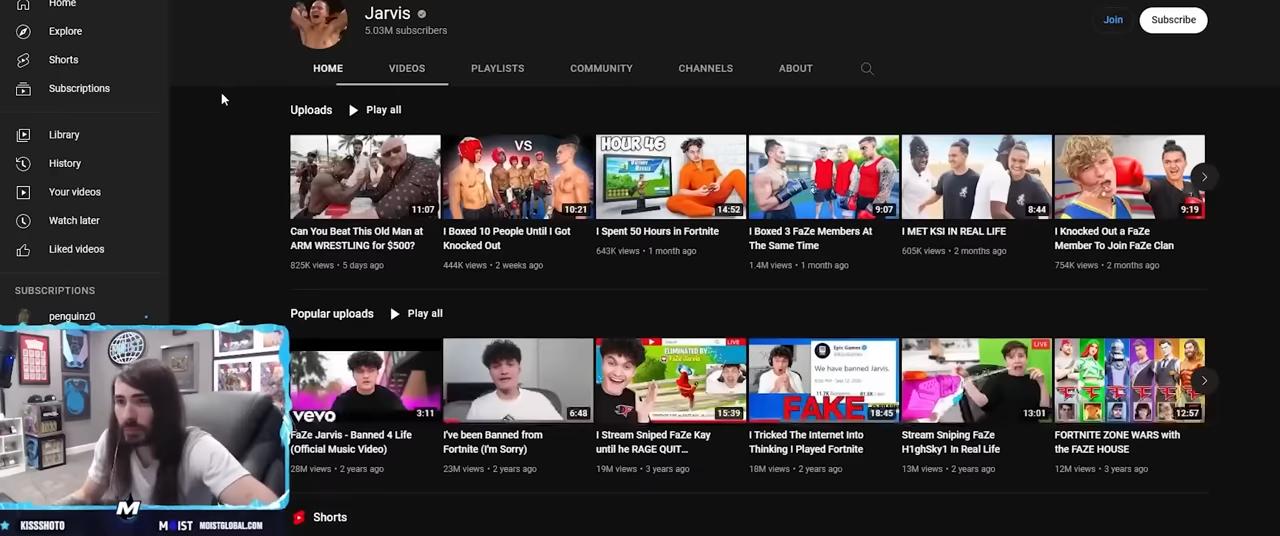 Home
Explore
Shorts
Subscriptions
Library
History
Your videos
Watch later
Liked videos
SUBSCRIPTIONS
penguinz0
Jarvis
5.03M subscribers
Join
Subscribe
HOME
VIDEOS
PLAYLISTS
COMMUNITY
CHANNELS
ABOUT
Uploads
Play all
11:07
Can You Beat This Old Man at
ARM WRESTLING for $500?
825K views • 5 days ago
VS
10:21
I Boxed 10 People Until I Got
Knocked Out
444K views • 2 weeks ago
HOUR 46
14:52
I Spent 50 Hours in Fortnite
643K views • 1 month ago
9:07
I Boxed 3 FaZe Members At
The Same Time
1.4M views • 1 month ago
8:44
I MET KSI IN REAL LIFE
605K views • 2 months ago
9:19
I Knocked Out a FaZe
Member To Join FaZe Clan
754K views • 2 months ago
Popular uploads
Play all
vevo
3:11
FaZe Jarvis - Banned 4 Life
(Official Music Video)
28M views • 2 years ago
6:48
I've been Banned from
Fortnite (I'm Sorry)
23M views • 2 years ago
LIVE
ELIMINATED BY
15:39
I Stream Sniped FaZe Kay
until he RAGE QUIT...
19M views • 3 years ago
Epic Games
We have banned Jarvis.
FAKE
18:45
I Tricked The Internet Into
Thinking I Played Fortnite
18M views • 2 years ago
LIVE
13:01
Stream Sniping FaZe
H1ghSky1 In Real Life
13M views • 2 years ago
12:57
FORTNITE ZONE WARS with
the FAZE HOUSE
12M views • 3 years ago
Shorts
M
KISSSHOTO
MOIST
MOISTGLOBAL.COM